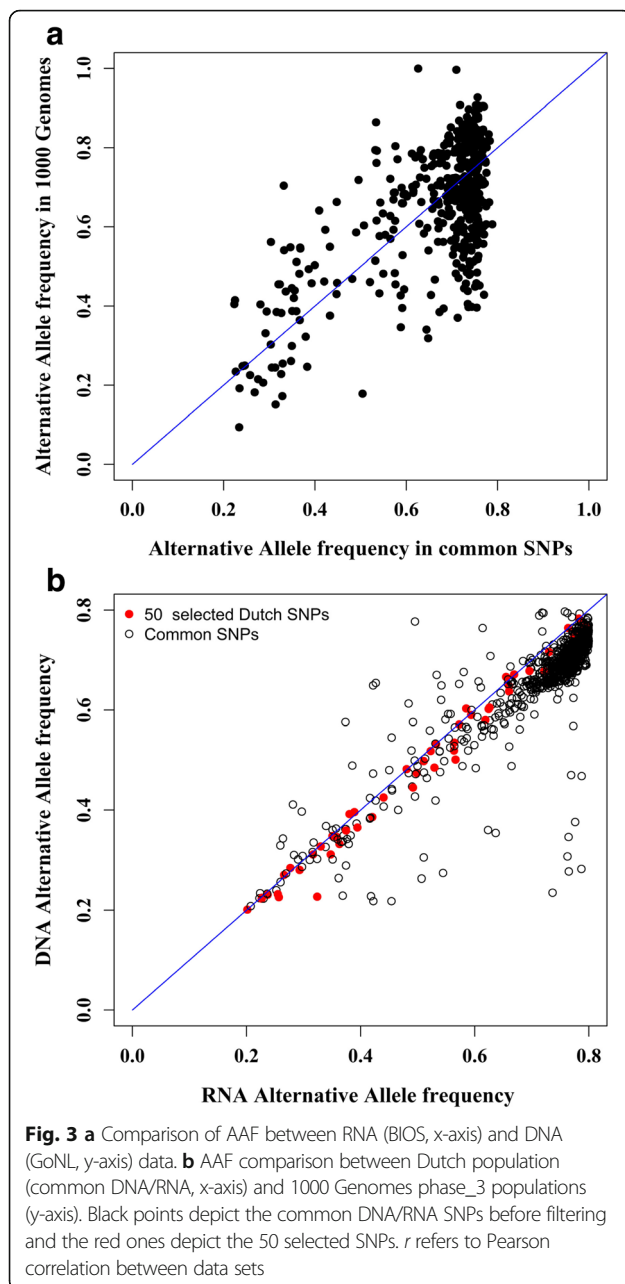 a
1.0
0.8
0.6
0.4
0.2
0.0
Alternative Allele frequency in 1000 Genomes
0.0 0.2 0.4 0.6 0.8 1.0
Alternative Allele frequency in common SNPs
b
50 selected Dutch SNPs
Common SNPs
0.8
0.6
0.4
0.2
0.0
DNA Alternative Allele frequency
0.0 0.2 0.4 0.6 0.8
RNA Alternative Allele frequency
Fig. 3 a Comparison of AAF between RNA (BIOS, x-axis) and DNA
(GoNL, y-axis) data. b AAF comparison between Dutch population
(common DNA/RNA, x-axis) and 1000 Genomes phase_3 populations
(y-axis). Black points depict the common DNA/RNA SNPs before filtering
and the red ones depict the 50 selected SNPs. r refers to Pearson
correlation between data sets